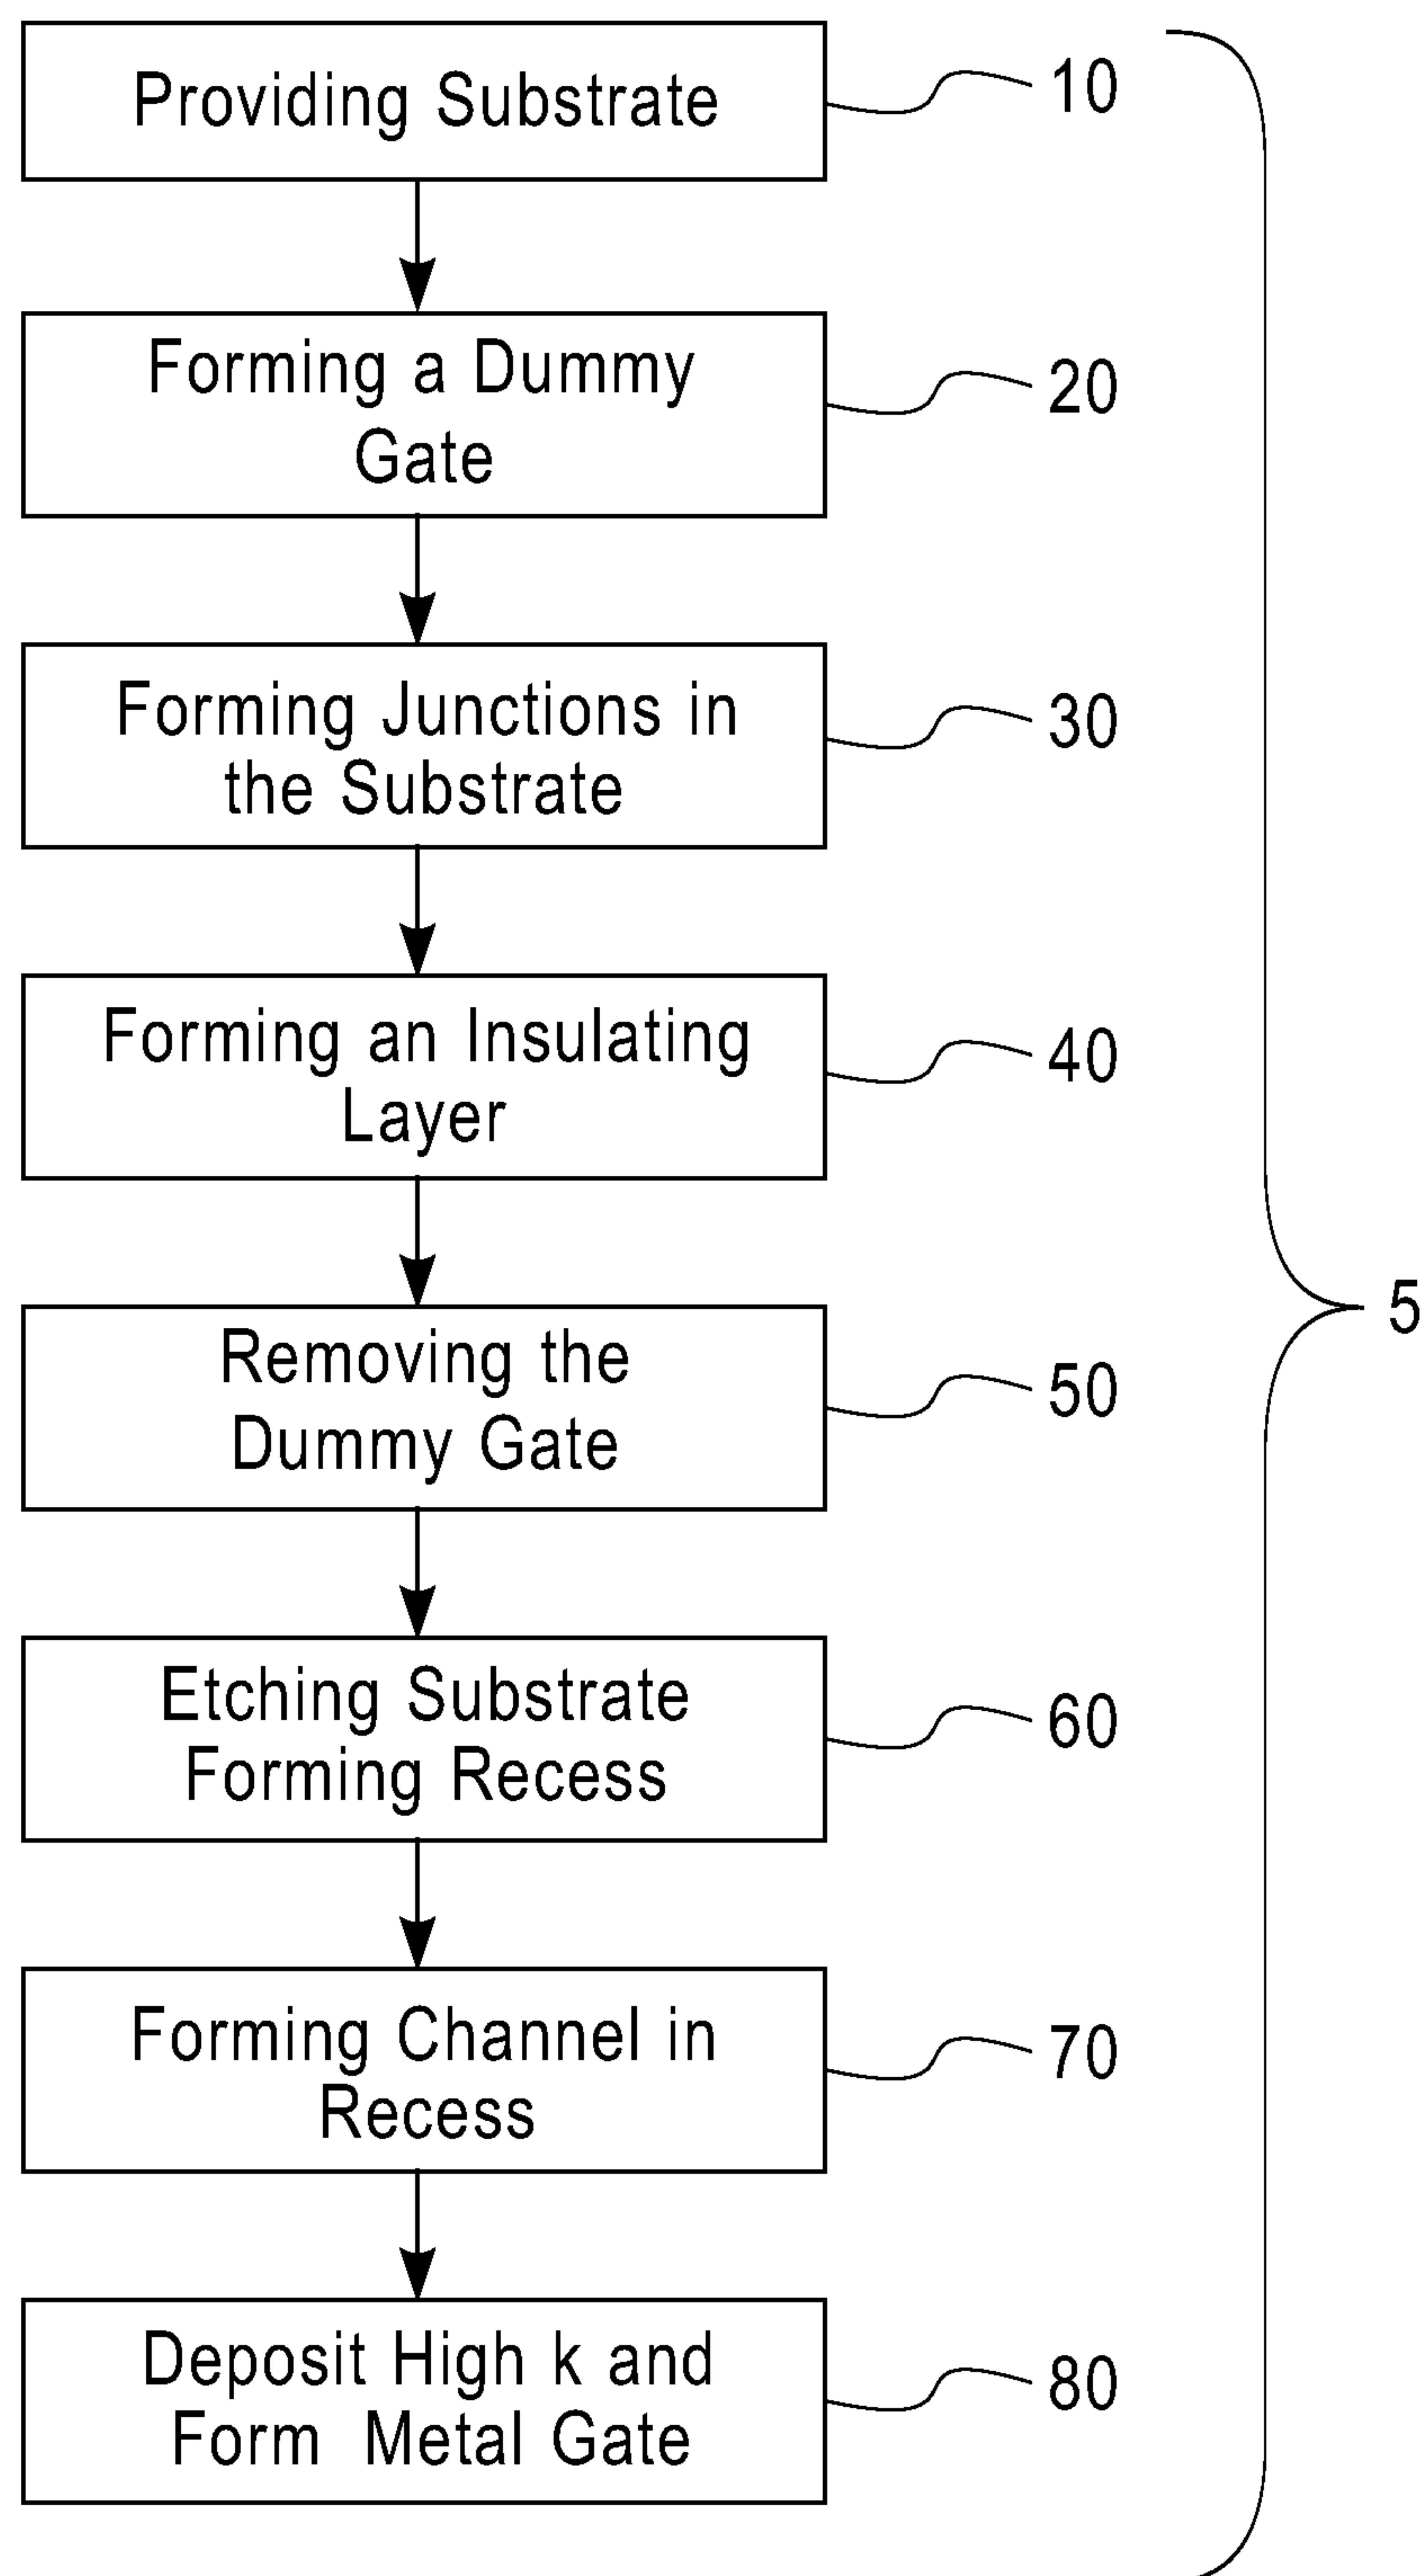 Providing Substrate
10
Forming a Dummy
Gate
20
Forming Junctions in
the Substrate
30
Forming an Insulating
Layer
40
5
Removing the
Dummy Gate
50
Etching Substrate
Forming Recess
60
Forming Channel in
Recess
70
Deposit High k and
Form Metal Gate
80